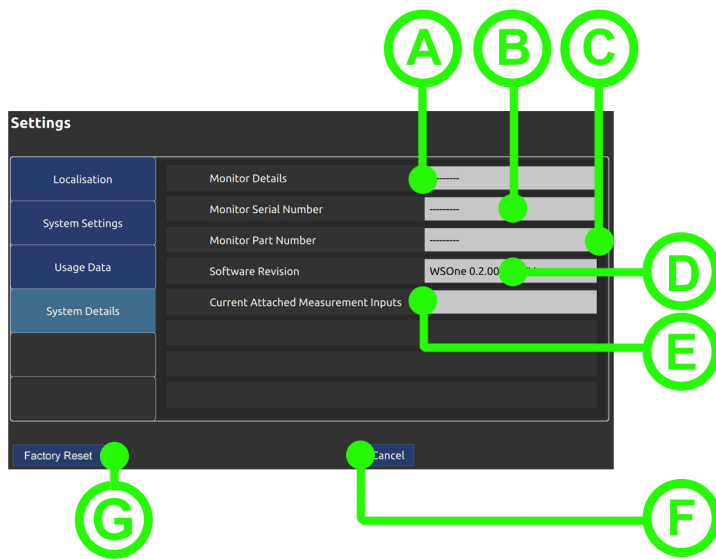 A B C
Settings
Localisation
Monitor Details ---------
Monitor Serial Number ---------
System Settings
Monitor Part Number ---------
Usage Data
Software Revision WSOne 0.2.00
D
System Details
Current Attached Measurement Inputs
E
Factory Reset
Cancel
G
F